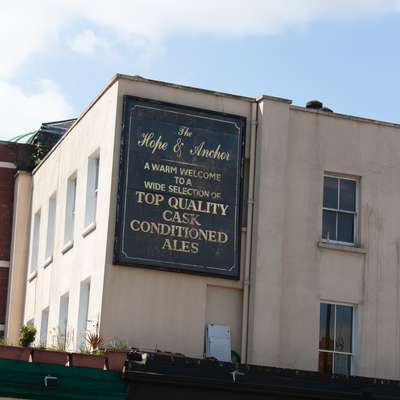 The
Hope & Anchor
A WARM WELCOME
TO A
WIDE SELECTION OF
TOP QUALITY
CASK
CONDITIONED
ALES